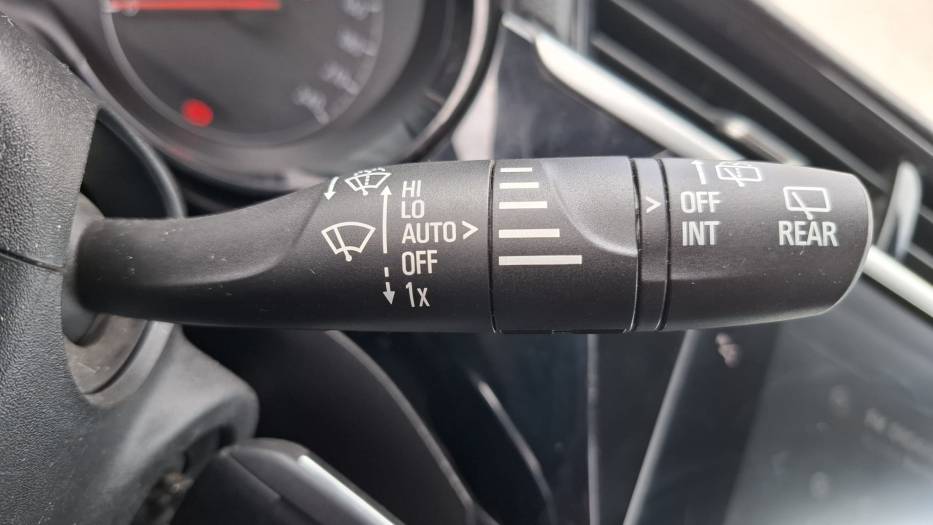 HI
LO
AUTO >
OFF
1x
> OFF
INT
REAR